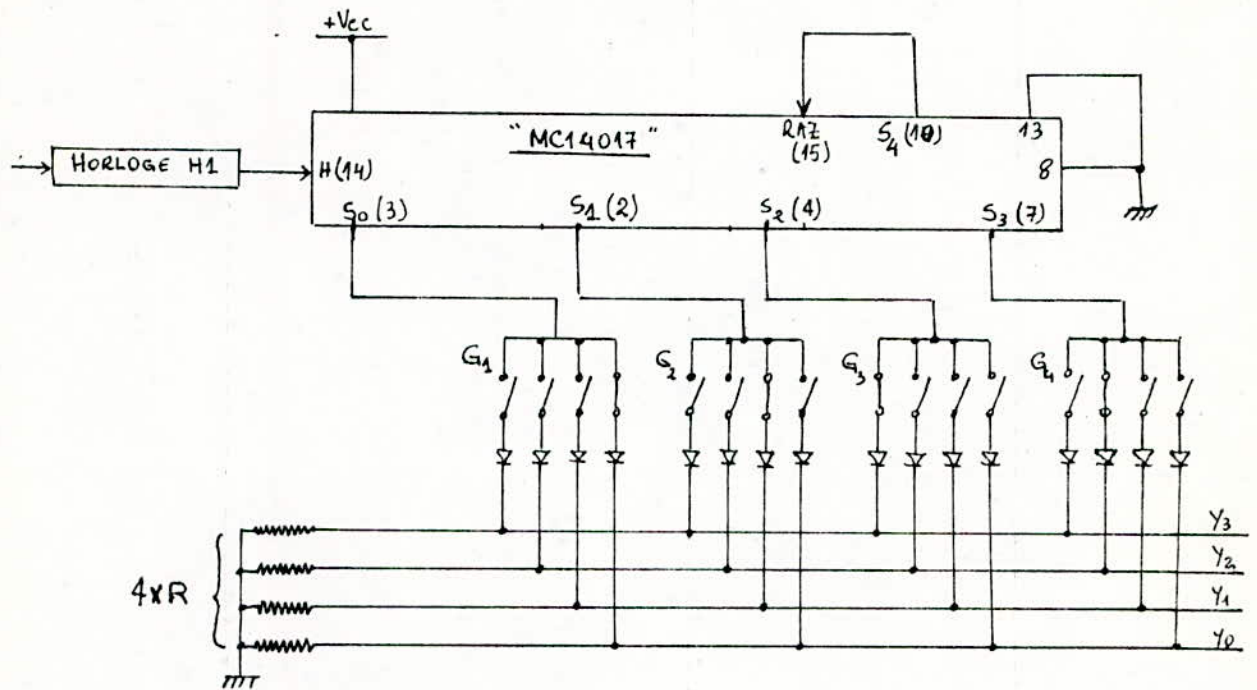 +Vcc
"MC14017"
RAZ
(15)
S4 (10)
13
HORLOGE H1
H(14)
8
S0 (3)
S1 (2)
S2 (4)
S3 (7)
G1
G2
G3
G4
Y3
Y2
4xR
Y1
Y0